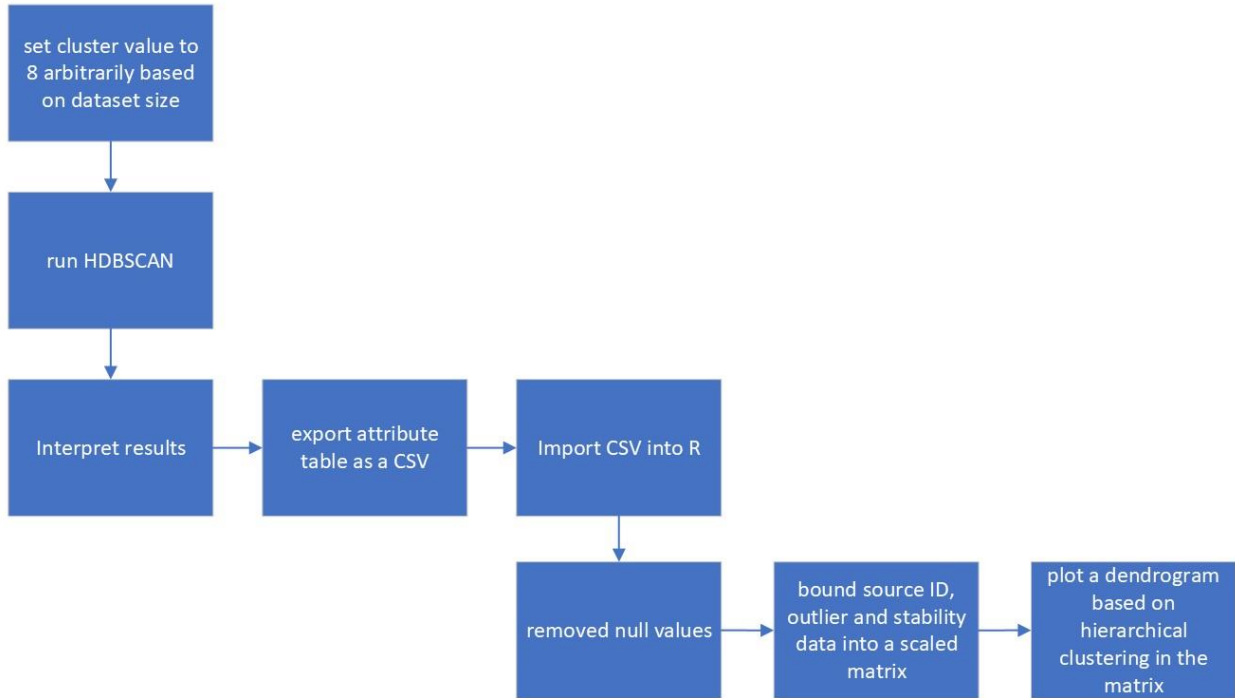 set cluster value to
8 arbitrarily based
on dataset size
run HDBSCAN
Interpret results
export attribute
table as a CSV
Import CSV into R
removed null values
bound source ID,
outlier and stability
data into a scaled
matrix
plot a dendrogram
based on
hierarchical
clustering in the
matrix